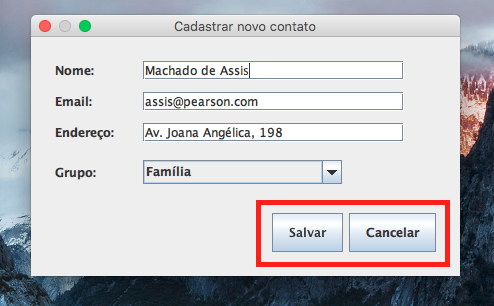 Cadastrar novo contato
Nome: Machado de Assis
Email: assis@pearson.com
Endereço: Av. Joana Angélica, 198
Grupo: Família
Salvar Cancelar